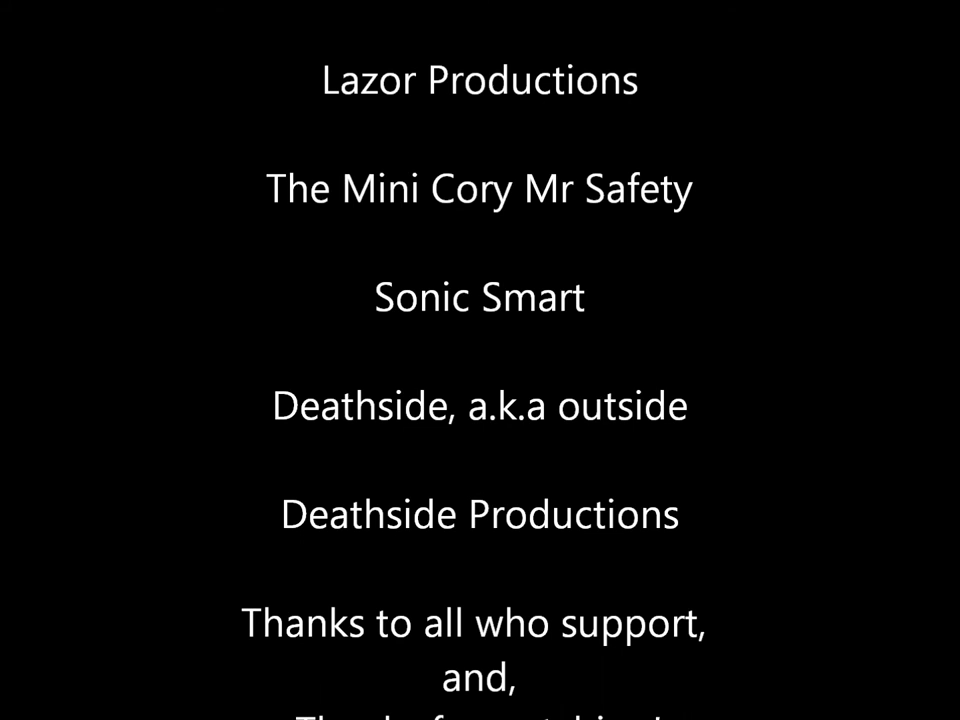 Lazor Productions
The Mini Cory Mr Safety
Sonic Smart
Deathside, a.k.a outside
Deathside Productions
Thanks to all who support,
and,